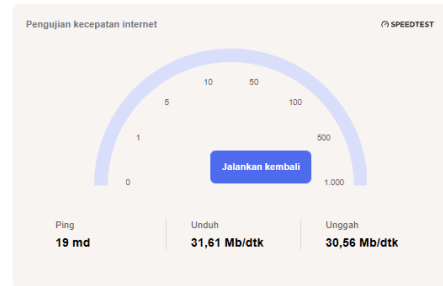 Pengujian kecepatan internet
SPEEDTEST
10
50
5
100
1
500
Jalankan kembali
0
1.000
Ping
Unduh
Unggah
19 md
31,61 Mb/dtk
30,56 Mb/dtk